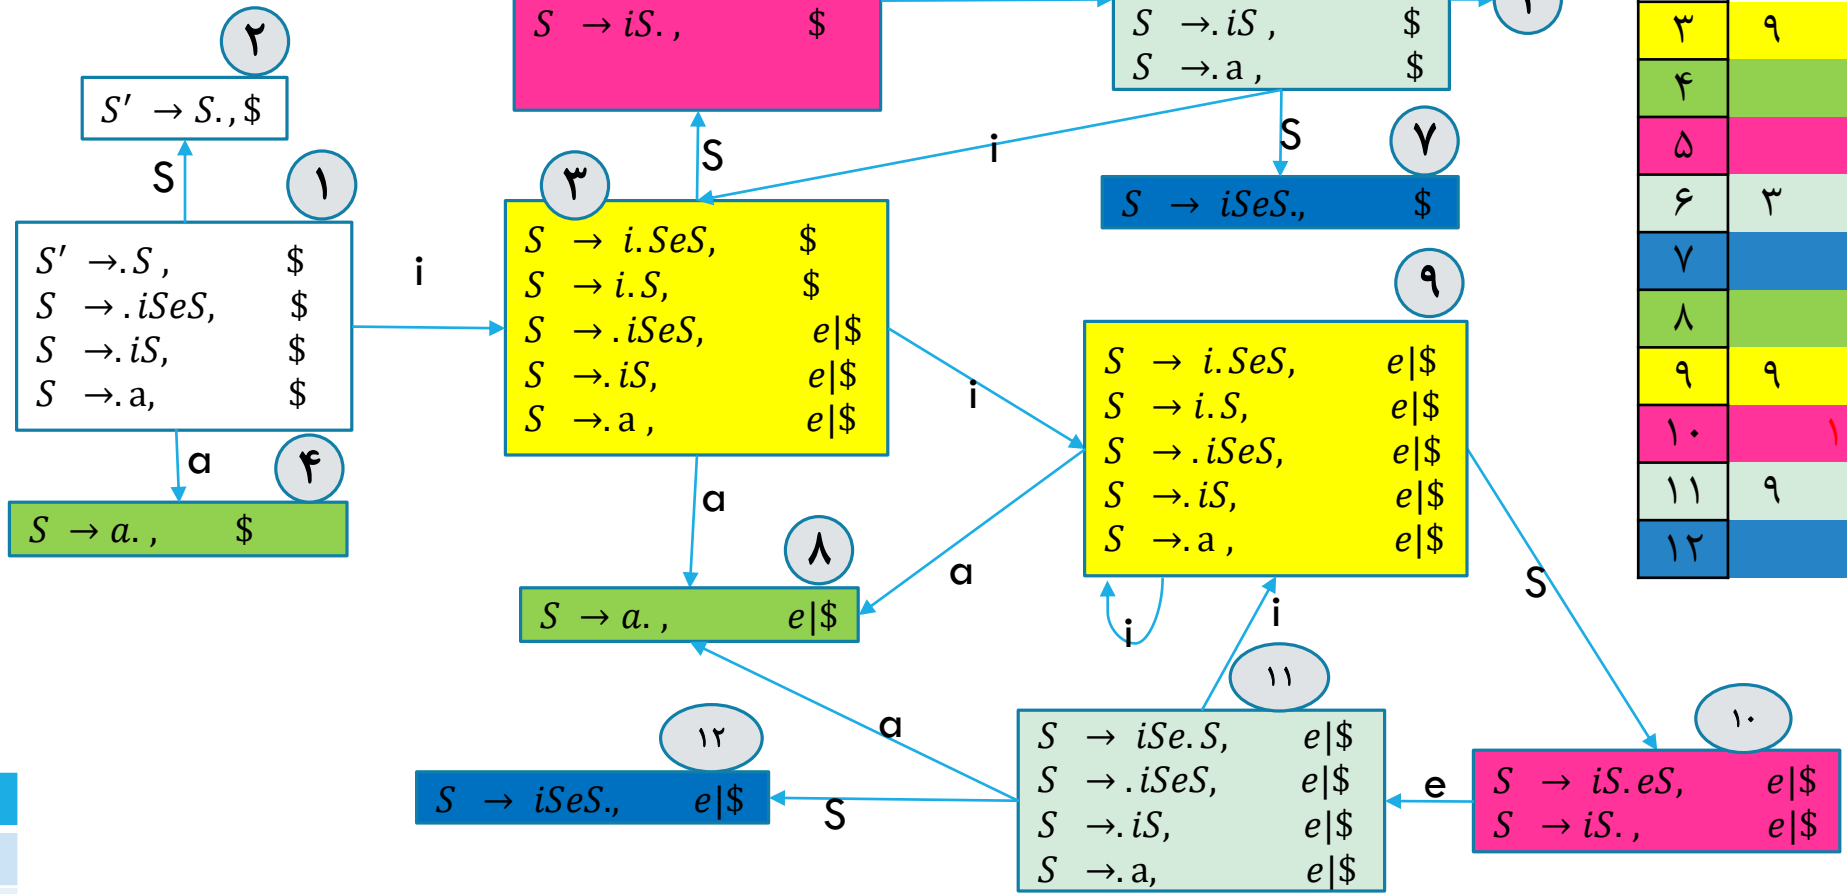 ۲
S′ → S., $
S
۱
S′ →. S , $
S → . iSeS, $
S →. iS, $
S →. a, $
a
۴
S → a. , $
i
S → iS. , $
S
۳
S → i. SeS, $
S → i. S, $
S → . iSeS, e|$
S →. iS, e|$
S →. a , e|$
a
۸
S → a. , e|$
S →. iS , $
S →. a , $
i
S
۷
S → iSeS., $
i
۹
S → i. SeS, e|$
S → i. S, e|$
S → . iSeS, e|$
S →. iS, e|$
S →. a , e|$
a
i
i
S
۱۱
S → iSe. S, e|$
S → . iSeS, e|$
S →. iS, e|$
S →. a, e|$
a
S
۱۲
S → iSeS., e|$
e
۱۰
S → iS. eS, e|$
S → iS. , e|$
۳ ۹
۴
۵
۶ ۳
۷
۸
۹ ۹
۱۰ ۱
۱۱ ۹
۱۲